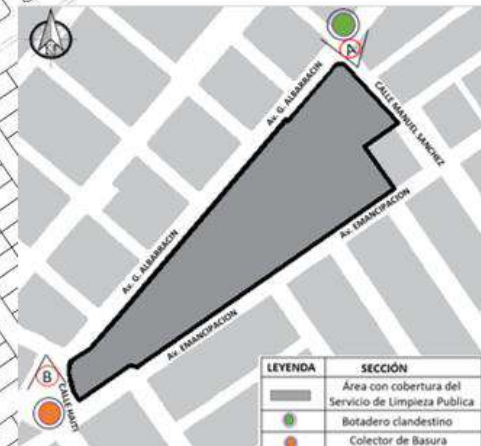 A
Av. G. ALBARRACIN
CALLE MANUEL SANCHEZ
Av. EMANCIPACION
Av. G. ALBARRACIN
Av. EMANCIPACION
B
CALLE HAITI
LEYENDA SECCIÓN
Área con cobertura del
Servicio de Limpieza Publica
Botadero clandestino
Colector de Basura